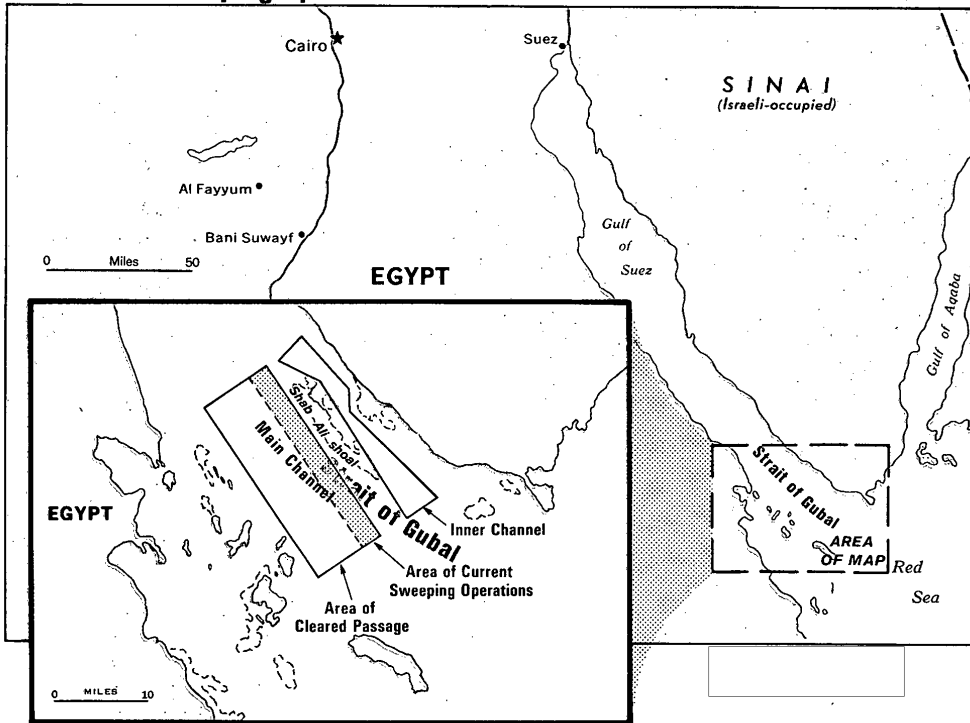 Cairo
Suez
SINAI
(Israeli-occupied)
Al Fayyum
Bani Suwayf
0 Miles 50
EGYPT
Gulf
of
Suez
Gulf of Aqaba
Strait of Gubal
AREA
OF MAP
Red
Sea
Shab-Ali-shoal
Main Channel
Strait of Gubal
EGYPT
Inner Channel
Area of Current
Sweeping Operations
Area of
Cleared Passage
0 MILES 10